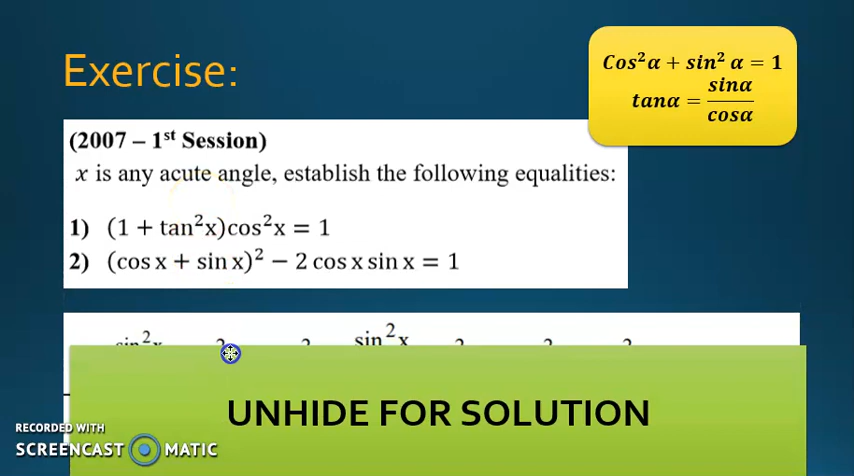 Exercise:
Cos²α + sin² α = 1
tanα = sinα/cosα
(2007 – 1ˢᵗ Session)
x is any acute angle, establish the following equalities:
1) (1 + tan²x)cos²x = 1
2) (cos x + sin x)² − 2 cos x sin x = 1
sin²x
UNHIDE FOR SOLUTION
RECORDED WITH
SCREENCAST MATIC